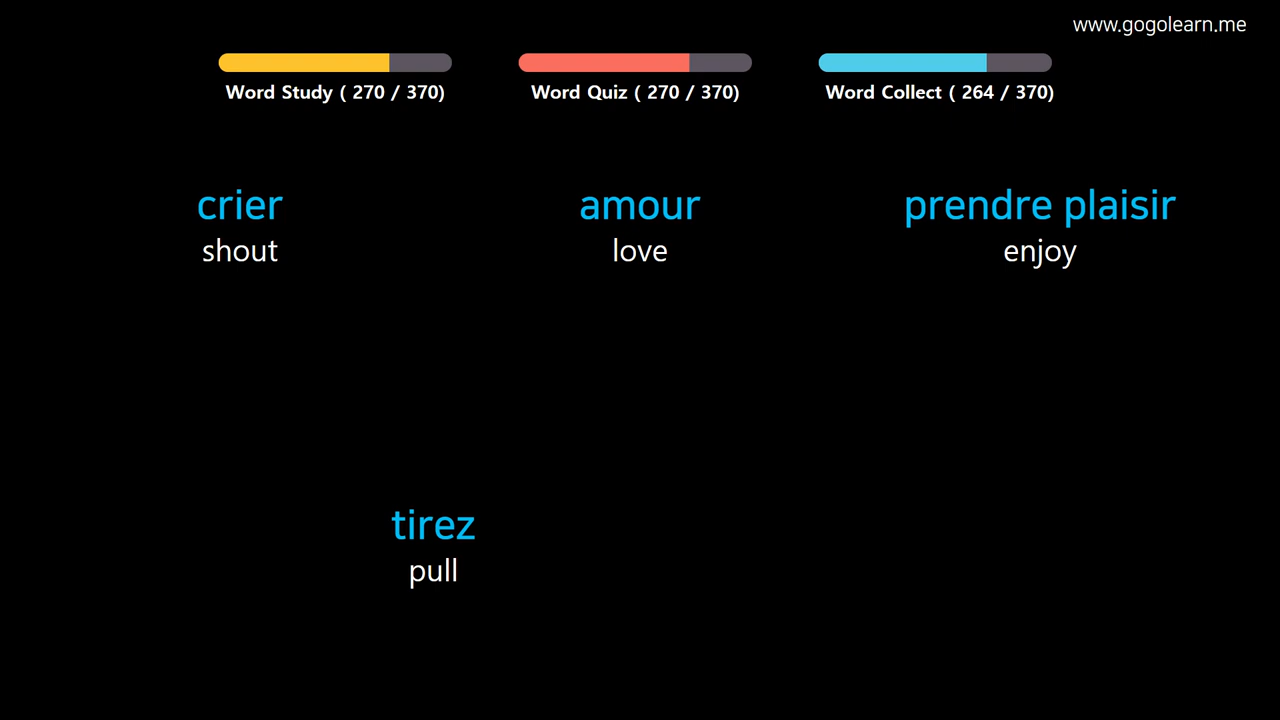 www.gogolearn.me
Word Study ( 270 / 370)
Word Quiz ( 270 / 370)
Word Collect ( 264 / 370)
crier
shout
amour
love
prendre plaisir
enjoy
tirez
pull